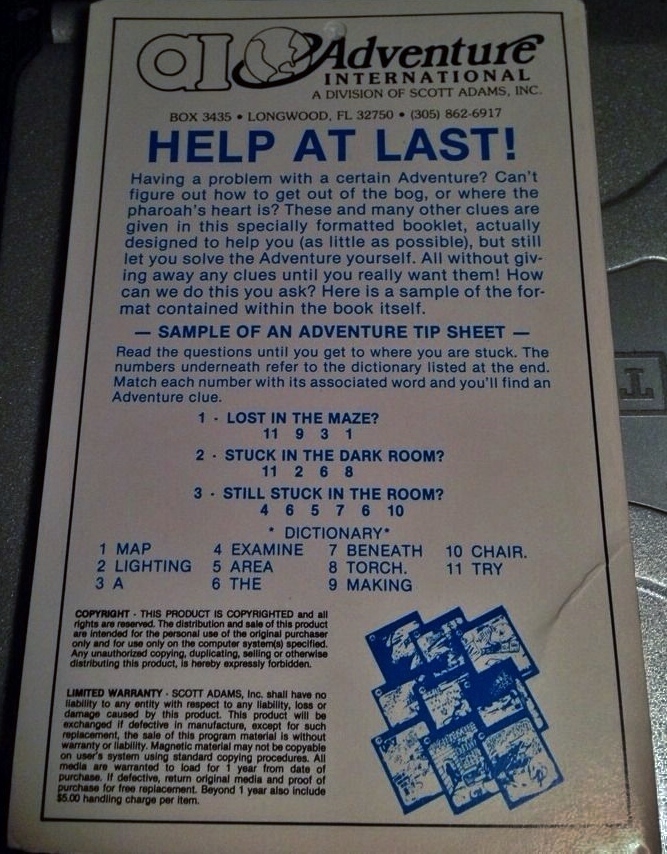 aI Adventure
INTERNATIONAL
A DIVISION OF SCOTT ADAMS, INC.
BOX 3435 • LONGWOOD, FL 32750 • (305) 862-6917
HELP AT LAST!
Having a problem with a certain Adventure? Can't
figure out how to get out of the bog, or where the
pharoah's heart is? These and many other clues are
given in this specially formatted booklet, actually
designed to help you (as little as possible), but still
let you solve the Adventure yourself. All without giv-
ing away any clues until you really want them! How
can we do this you ask? Here is a sample of the for-
mat contained within the book itself.
— SAMPLE OF AN ADVENTURE TIP SHEET —
Read the questions until you get to where you are stuck. The
numbers underneath refer to the dictionary listed at the end.
Match each number with its associated word and you'll find an
Adventure clue.
1 - LOST IN THE MAZE?
11 9 3 1
2 - STUCK IN THE DARK ROOM?
11 2 6 8
3 - STILL STUCK IN THE ROOM?
4 6 5 7 6 10
* DICTIONARY*
1 MAP 4 EXAMINE 7 BENEATH 10 CHAIR.
2 LIGHTING 5 AREA 8 TORCH. 11 TRY
3 A 6 THE 9 MAKING
COPYRIGHT - THIS PRODUCT IS COPYRIGHTED and all
rights are reserved. The distribution and sale of this product
are intended for the personal use of the original purchaser
only and for use only on the computer system(s) specified.
Any unauthorized copying, duplicating, selling or otherwise
distributing this product, is hereby expressly forbidden.
LIMITED WARRANTY - SCOTT ADAMS, Inc. shall have no
liability to any entity with respect to any liability, loss or
damage caused by this product. This product will be
exchanged if defective in manufacture, except for such
replacement, the sale of this program material is without
warranty or liability. Magnetic material may not be copyable
on user's system using standard copying procedures. All
media are warranted to load for 1 year from date of
purchase. If defective, return original media and proof of
purchase for free replacement. Beyond 1 year also include
$5.00 handling charge per item.
T